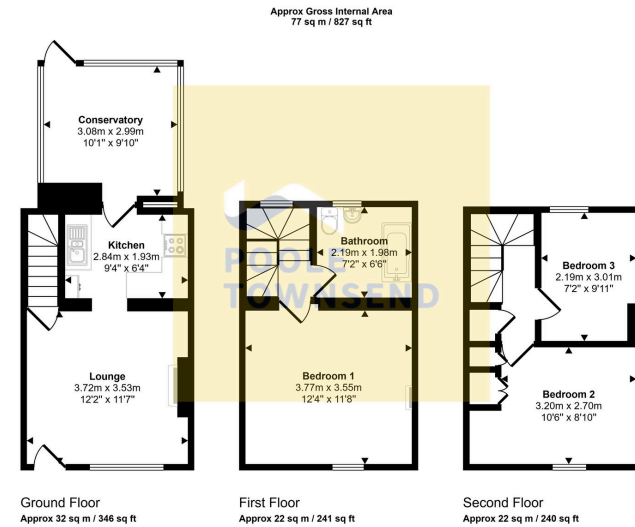 Approx Gross Internal Area
77 sq m / 827 sq ft
Conservatory
3.08m x 2.99m
10'1" x 9'10"
Kitchen
2.84m x 1.93m
9'4" x 6'4"
Lounge
3.72m x 3.53m
12'2" x 11'7"
Ground Floor
Approx 32 sq m / 346 sq ft
Bathroom
2.19m x 1.98m
7'2" x 6'6"
Bedroom 1
3.77m x 3.55m
12'4" x 11'8"
First Floor
Approx 22 sq m / 241 sq ft
Bedroom 3
2.19m x 3.01m
7'2" x 9'11"
Bedroom 2
3.20m x 2.70m
10'6" x 8'10"
Second Floor
Approx 22 sq m / 240 sq ft
POOLE
TOWNSEND